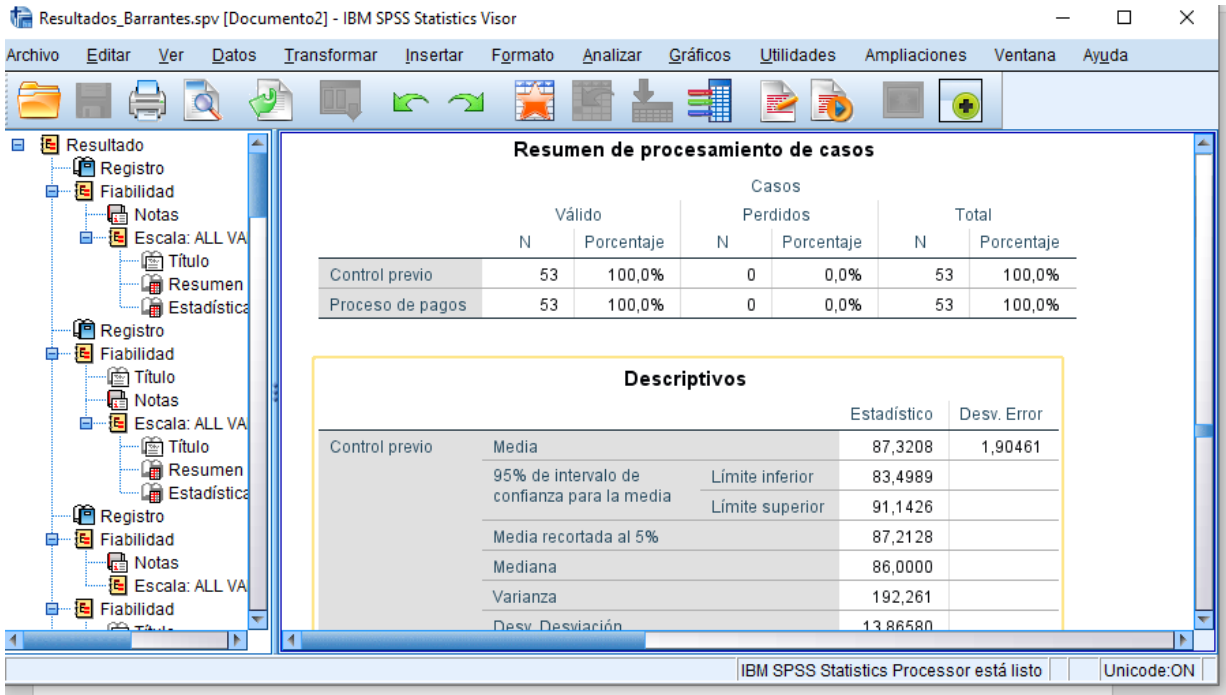 Resultados_Barrantes.spv [Documento2] - IBM SPSS Statistics Visor
Archivo Editar Ver Datos Transformar Insertar Formato Analizar Gráficos Utilidades Ampliaciones Ventana Ayuda
Resultado
Registro
Fiabilidad
Notas
Escala: ALL VA
Título
Resumen
Estadística
Registro
Fiabilidad
Título
Notas
Escala: ALL VA
Título
Resumen
Estadística
Registro
Fiabilidad
Notas
Escala: ALL VA
Fiabilidad
Título
Resumen de procesamiento de casos
Casos
Válido Perdidos Total
N Porcentaje N Porcentaje N Porcentaje
Control previo 53 100,0% 0 0,0% 53 100,0%
Proceso de pagos 53 100,0% 0 0,0% 53 100,0%
Descriptivos
Estadístico Desv. Error
Control previo Media 87,3208 1,90461
95% de intervalo de confianza para la media Límite inferior 83,4989
Límite superior 91,1426
Media recortada al 5% 87,2128
Mediana 86,0000
Varianza 192,261
Desv. Desviación 13,86580
IBM SPSS Statistics Processor está listo Unicode:ON